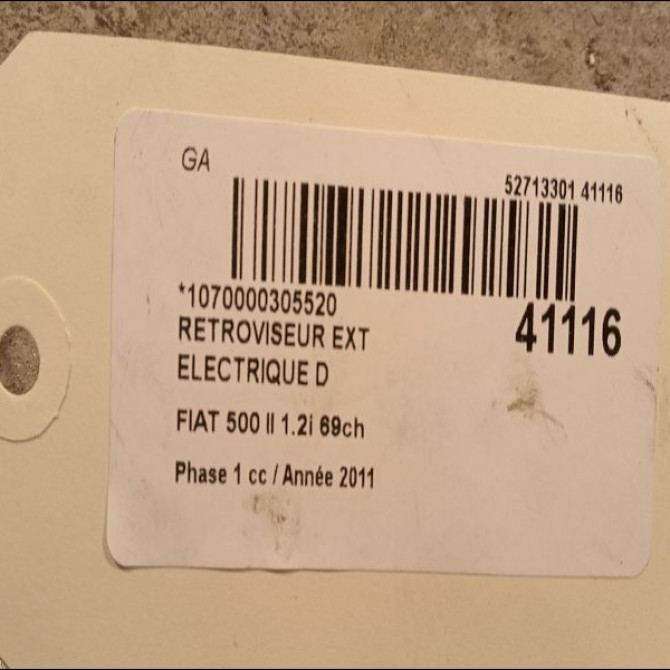 GA
52713301 41116
*1070000305520
41116
RETROVISEUR EXT
ELECTRIQUE D
FIAT 500 II 1.2i 69ch
Phase 1 cc / Année 2011